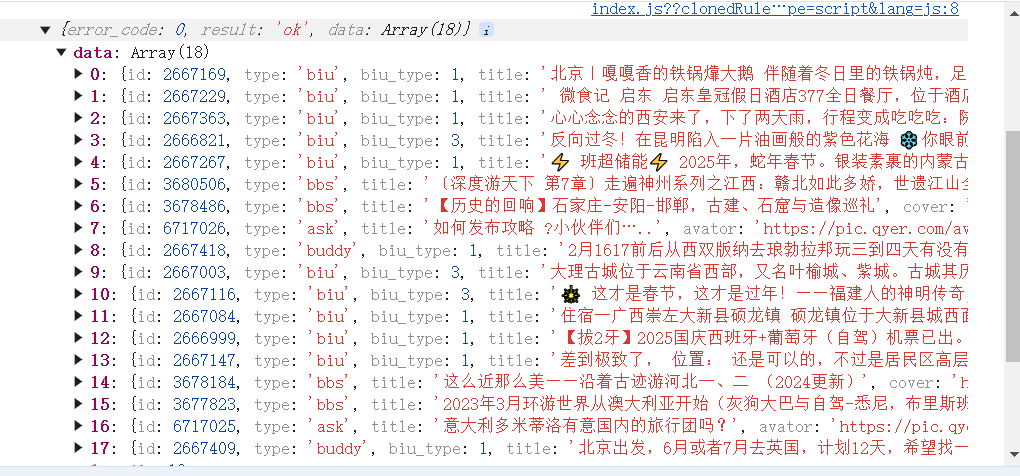 index.js??clonedRule…pe=script&lang=js:8
▼ {error_code: 0, result: 'ok', data: Array(18)} i
▼ data: Array(18)
▶ 0: {id: 2667169, type: 'biu', biu_type: 1, title: '北京丨嘎嘎香的铁锅爁大鹅 伴随着冬日里的铁锅炖，足
▶ 1: {id: 2667229, type: 'biu', biu_type: 1, title: ' 微食记 启东 启东皇冠假日酒店377全日餐厅，位于酒店
▶ 2: {id: 2667363, type: 'biu', biu_type: 1, title: '心心念念的西安来了，下了两天雨，行程变成吃吃吃：陕
▶ 3: {id: 2666821, type: 'biu', biu_type: 3, title: '反向过冬！在昆明陷入一片油画般的紫色花海 ❄️你眼前
▶ 4: {id: 2667267, type: 'biu', biu_type: 1, title: '⚡ 班超储能⚡ 2025年，蛇年春节。银装素裹的内蒙古
▶ 5: {id: 3680506, type: 'bbs', title: '〔深度游天下 第7章〕走遍神州系列之江西：赣北如此多娇，世遗江山全
▶ 6: {id: 3678486, type: 'bbs', title: '【历史的回响】石家庄-安阳-邯郸，古建、石窟与造像巡礼', cover: '
▶ 7: {id: 6717026, type: 'ask', title: '如何发布攻略 ?小伙伴们…..', avator: 'https://pic.qyer.com/av
▶ 8: {id: 2667418, type: 'buddy', biu_type: 1, title: '2月1617前后从西双版纳去琅勃拉邦玩三到四天有没有
▶ 9: {id: 2667003, type: 'biu', biu_type: 3, title: '大理古城位于云南省西部，又名叶榆城、紫城。古城其历
▶ 10: {id: 2667116, type: 'biu', biu_type: 3, title: '☀️ 这才是春节，这才是过年！——福建人的神明传奇
▶ 11: {id: 2667084, type: 'biu', biu_type: 1, title: '住宿一广西崇左大新县硕龙镇 硕龙镇位于大新县城西面
▶ 12: {id: 2666999, type: 'biu', biu_type: 1, title: '【拔2牙】2025国庆西班牙+葡萄牙（自驾）机票已出。
▶ 13: {id: 2667147, type: 'biu', biu_type: 1, title: '差到极致了， 位置： 还是可以的，不过是居民区高层
▶ 14: {id: 3678184, type: 'bbs', title: '这么近那么美——沿着古迹游河北一、二 （2024更新）', cover: 'h
▶ 15: {id: 3677823, type: 'bbs', title: '2023年3月环游世界从澳大利亚开始（灰狗大巴与自驾-悉尼，布里斯班
▶ 16: {id: 6717025, type: 'ask', title: '意大利多米蒂洛有意国内的旅行团吗？', avator: 'https://pic.qy
▶ 17: {id: 2667409, type: 'buddy', biu_type: 1, title: '北京出发，6月或者7月去英国，计划12天，希望找一